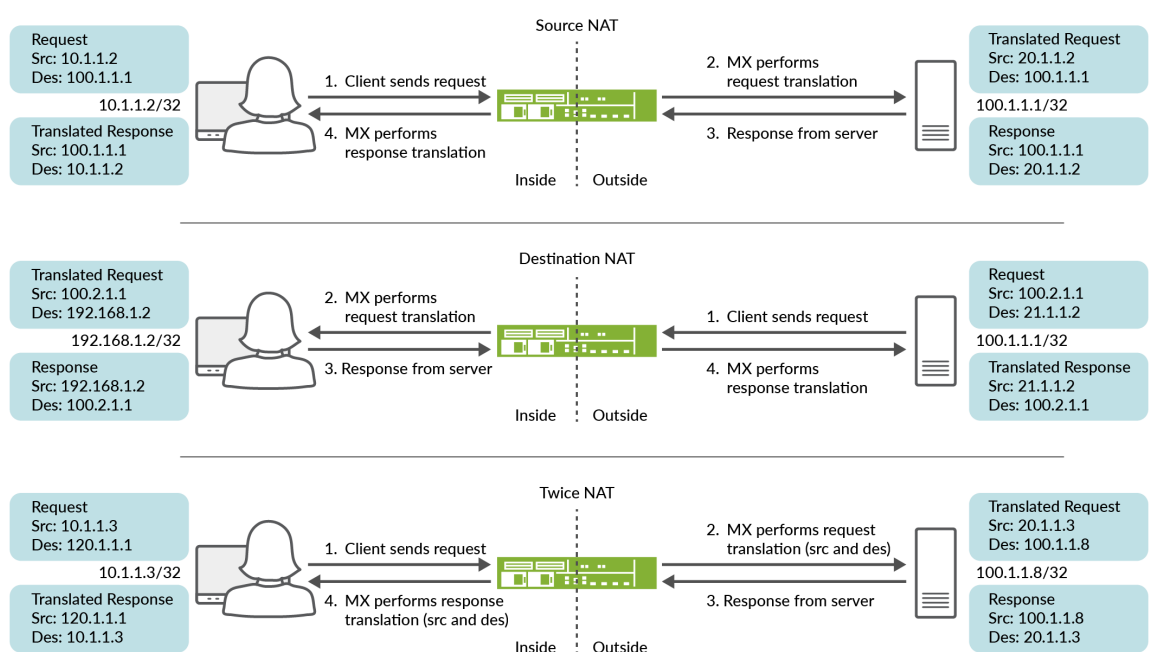 Source NAT
Request
Src: 10.1.1.2
Des: 100.1.1.1
10.1.1.2/32
Translated Response
Src: 100.1.1.1
Des: 10.1.1.2
1. Client sends request
4. MX performs
response translation
2. MX performs
request translation
3. Response from server
Inside
Outside
Translated Request
Src: 20.1.1.2
Des: 100.1.1.1
100.1.1.1/32
Response
Src: 100.1.1.1
Des: 20.1.1.2
Destination NAT
Translated Request
Src: 100.2.1.1
Des: 192.168.1.2
192.168.1.2/32
Response
Src: 192.168.1.2
Des: 100.2.1.1
2. MX performs
request translation
3. Response from server
1. Client sends request
4. MX performs
response translation
Inside
Outside
Request
Src: 100.2.1.1
Des: 21.1.1.2
100.1.1.1/32
Translated Response
Src: 21.1.1.2
Des: 100.2.1.1
Twice NAT
Request
Src: 10.1.1.3
Des: 120.1.1.1
10.1.1.3/32
Translated Response
Src: 120.1.1.1
Des: 10.1.1.3
1. Client sends request
4. MX performs response
translation (src and des)
2. MX performs request
translation (src and des)
3. Response from server
Inside
Outside
Translated Request
Src: 20.1.1.3
Des: 100.1.1.8
100.1.1.8/32
Response
Src: 100.1.1.8
Des: 20.1.1.3